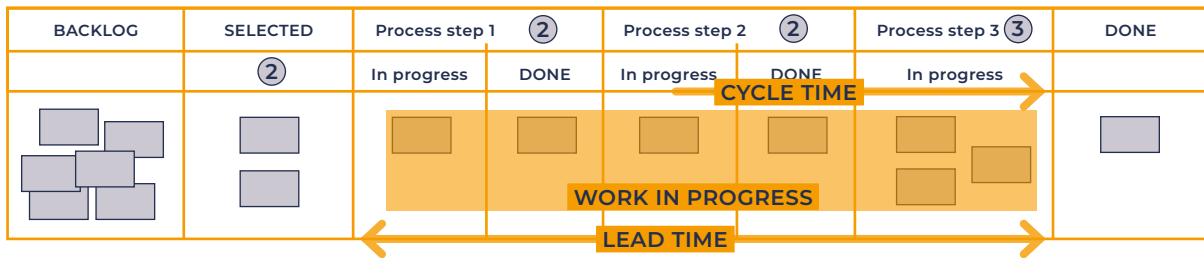 BACKLOG SELECTED Process step 1 2 Process step 2 2 Process step 3 3 DONE
2 In progress DONE In progress DONE In progress
CYCLE TIME
WORK IN PROGRESS
LEAD TIME